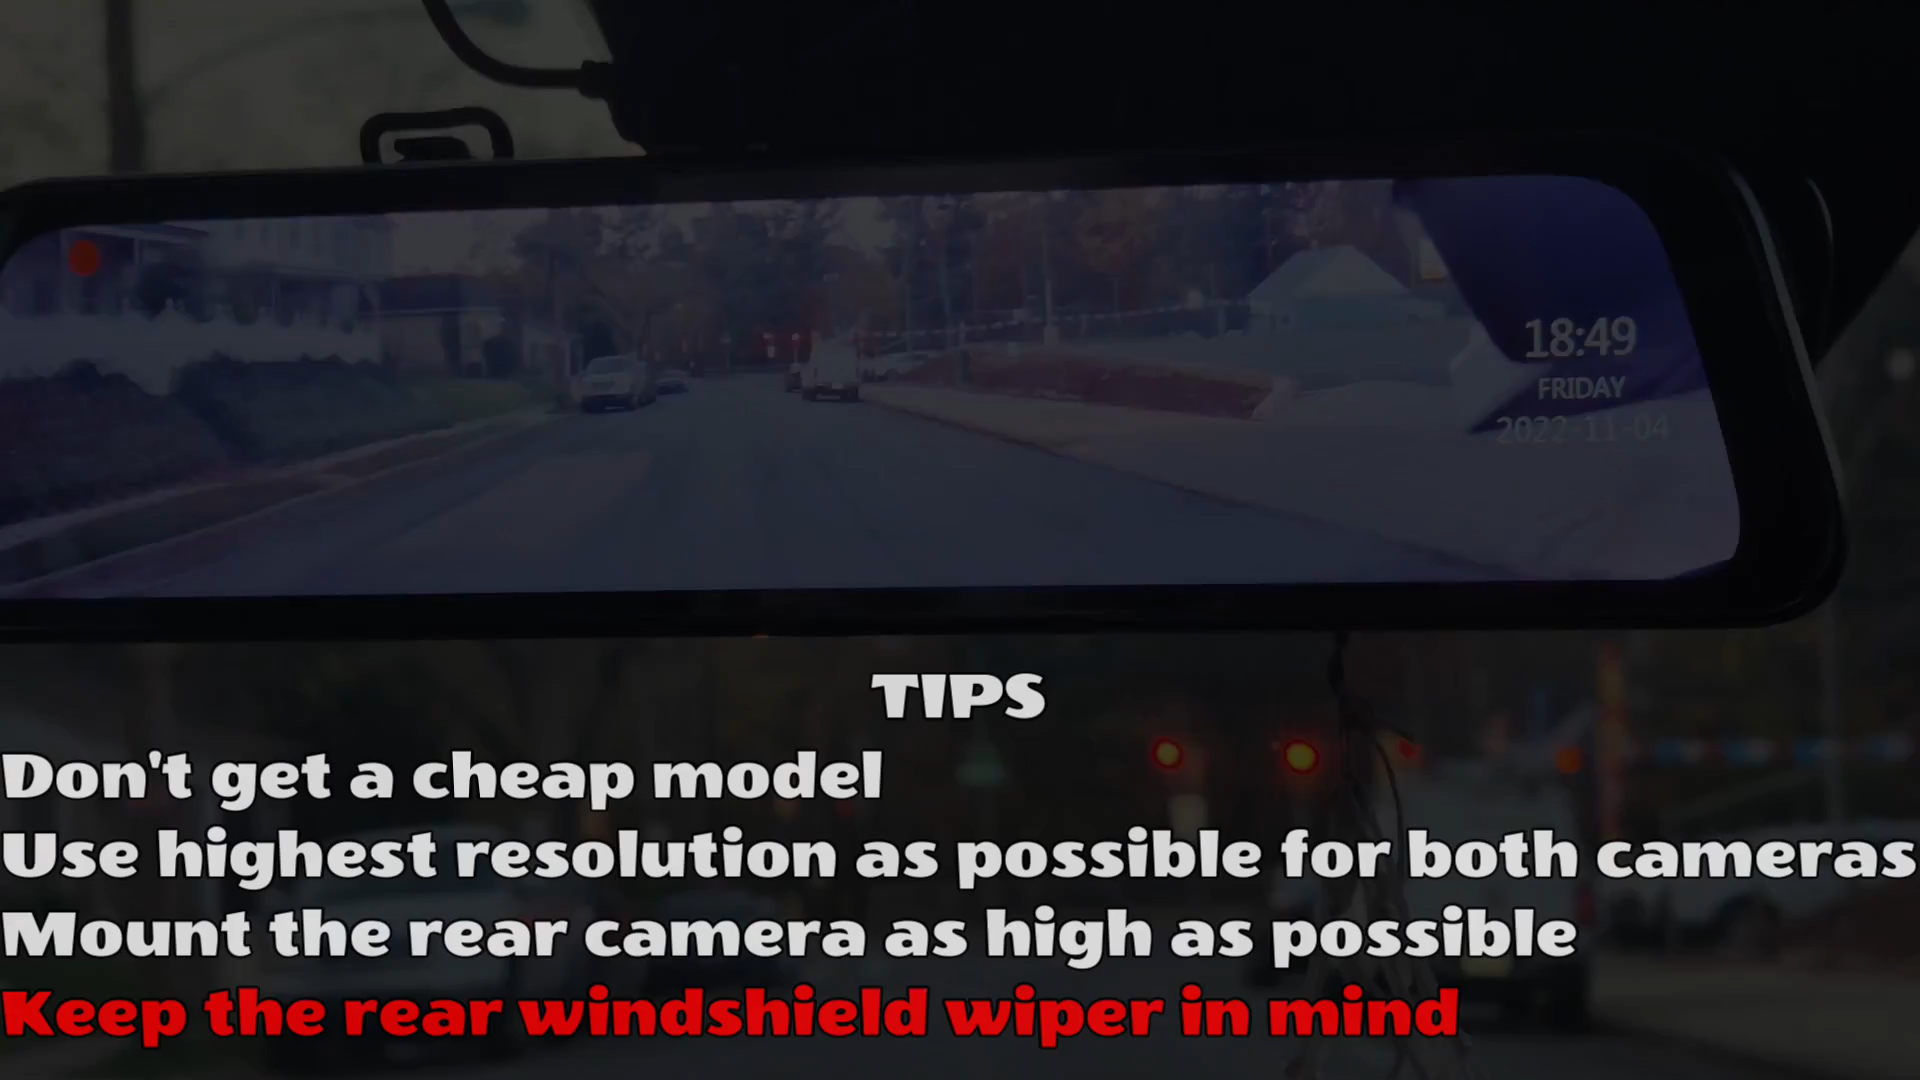 18:49
FRIDAY
2022-11-04
TIPS
Don't get a cheap model
Use highest resolution as possible for both cameras
Mount the rear camera as high as possible
Keep the rear windshield wiper in mind